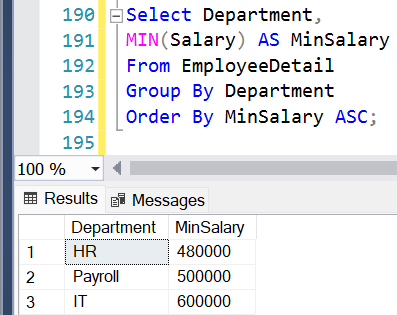 190 Select Department,
191 MIN(Salary) AS MinSalary
192 From EmployeeDetail
193 Group By Department
194 Order By MinSalary ASC;
195
100 %
Results Messages
Department MinSalary
1 HR 480000
2 Payroll 500000
3 IT 600000